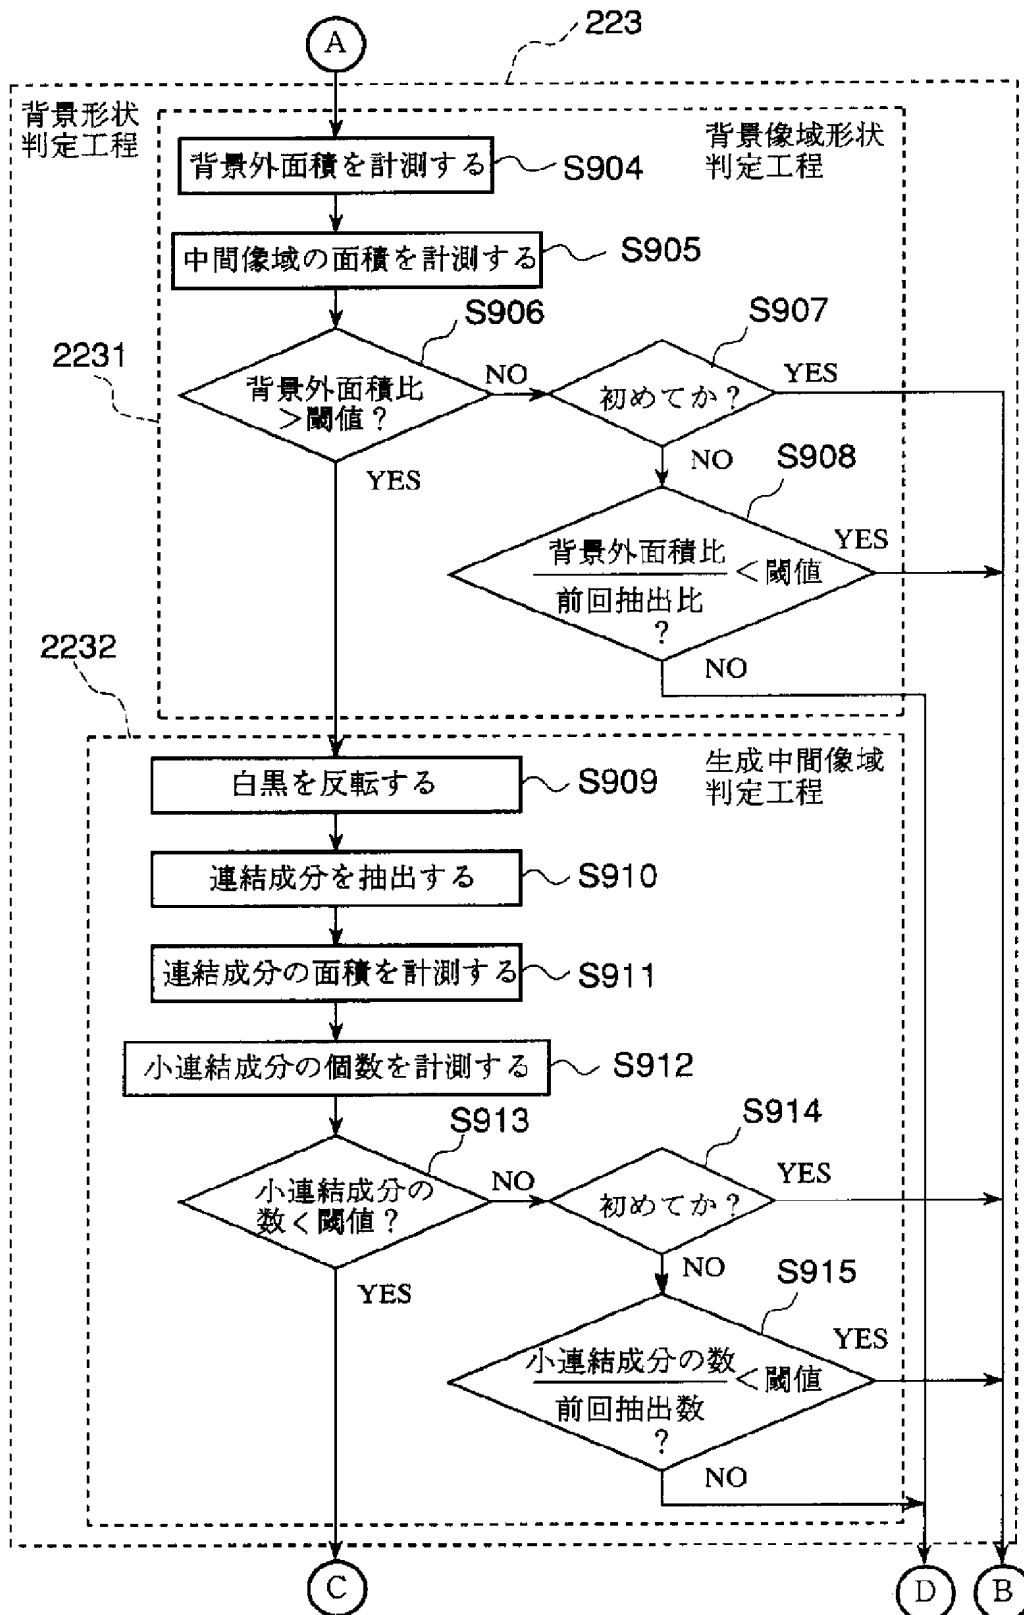 223
A
背景形状
判定工程
背景像域形状
判定工程
背景外面積を計測する
S904
中間像域の面積を計測する
S905
S906
S907
2231
背景外面積比
>閾値?
NO
初めてか?
YES
YES
NO
S908
背景外面積比
前回抽出比
<閾値
?
YES
NO
2232
生成中間像域
判定工程
白黒を反転する
S909
連結成分を抽出する
S910
連結成分の面積を計測する
S911
小連結成分の個数を計測する
S912
S913
S914
小連結成分の
数<閾値?
NO
初めてか?
YES
YES
NO
S915
小連結成分の数
前回抽出数
<閾値
?
YES
NO
C
D
B